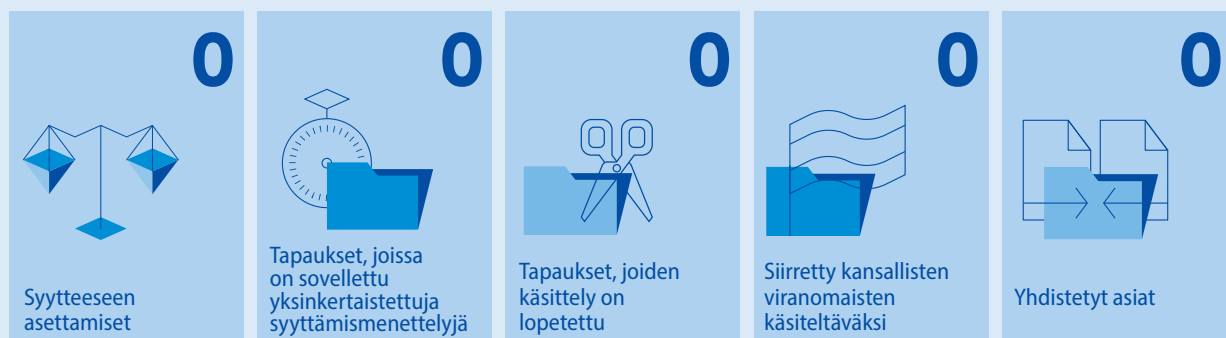 0
Syytteeseen
asettamiset
0
Tapaukset, joissa
on sovellettu
yksinkertaistettuja
syyttämismenettelyjä
0
Tapaukset, joiden
käsittely on
lopetettu
0
Siirretty kansallisten
viranomaisten
käsiteltäväksi
0
Yhdistetyt asiat